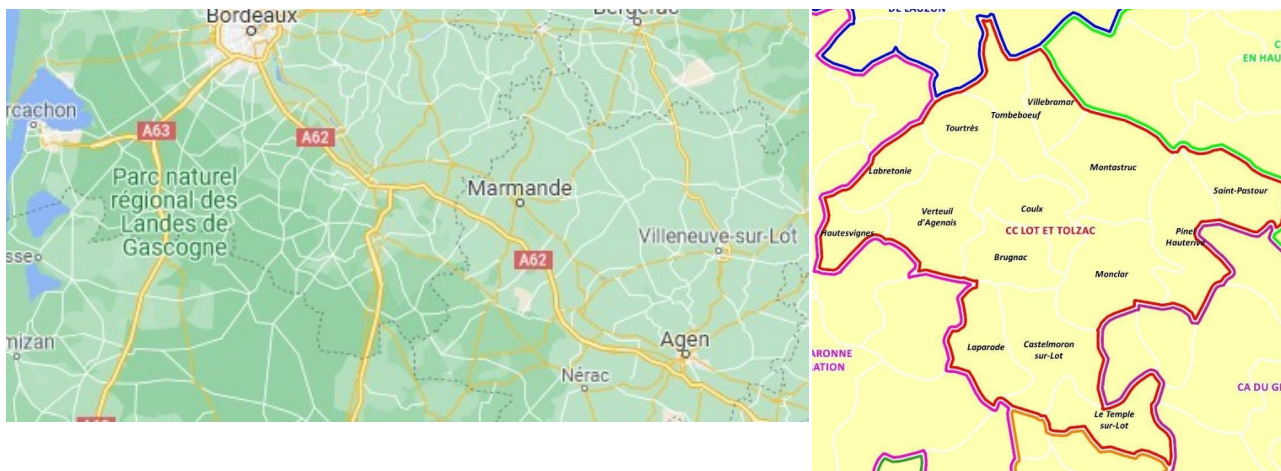 Bordeaux
Bergerac
rcachon
A63
A62
Parc naturel
régional des
Landes de
Gascogne
Marmande
Villeneuve-sur-Lot
sse
A62
mizan
Agen
Nérac
DE LAUZUN
C
EN HAU
Villebramar
Tombeboeuf
Tourtrès
Labretonie
Montastruc
Saint-Pastour
Verteuil
d'Agenais
Coulx
CC LOT ET TOLZAC
Hautesvignes
Pinel
Hauterive
Brugnac
Monclar
Laparade
Castelmoron
sur-Lot
ARONNE
ATION
CA DU G
Le Temple
sur-Lot